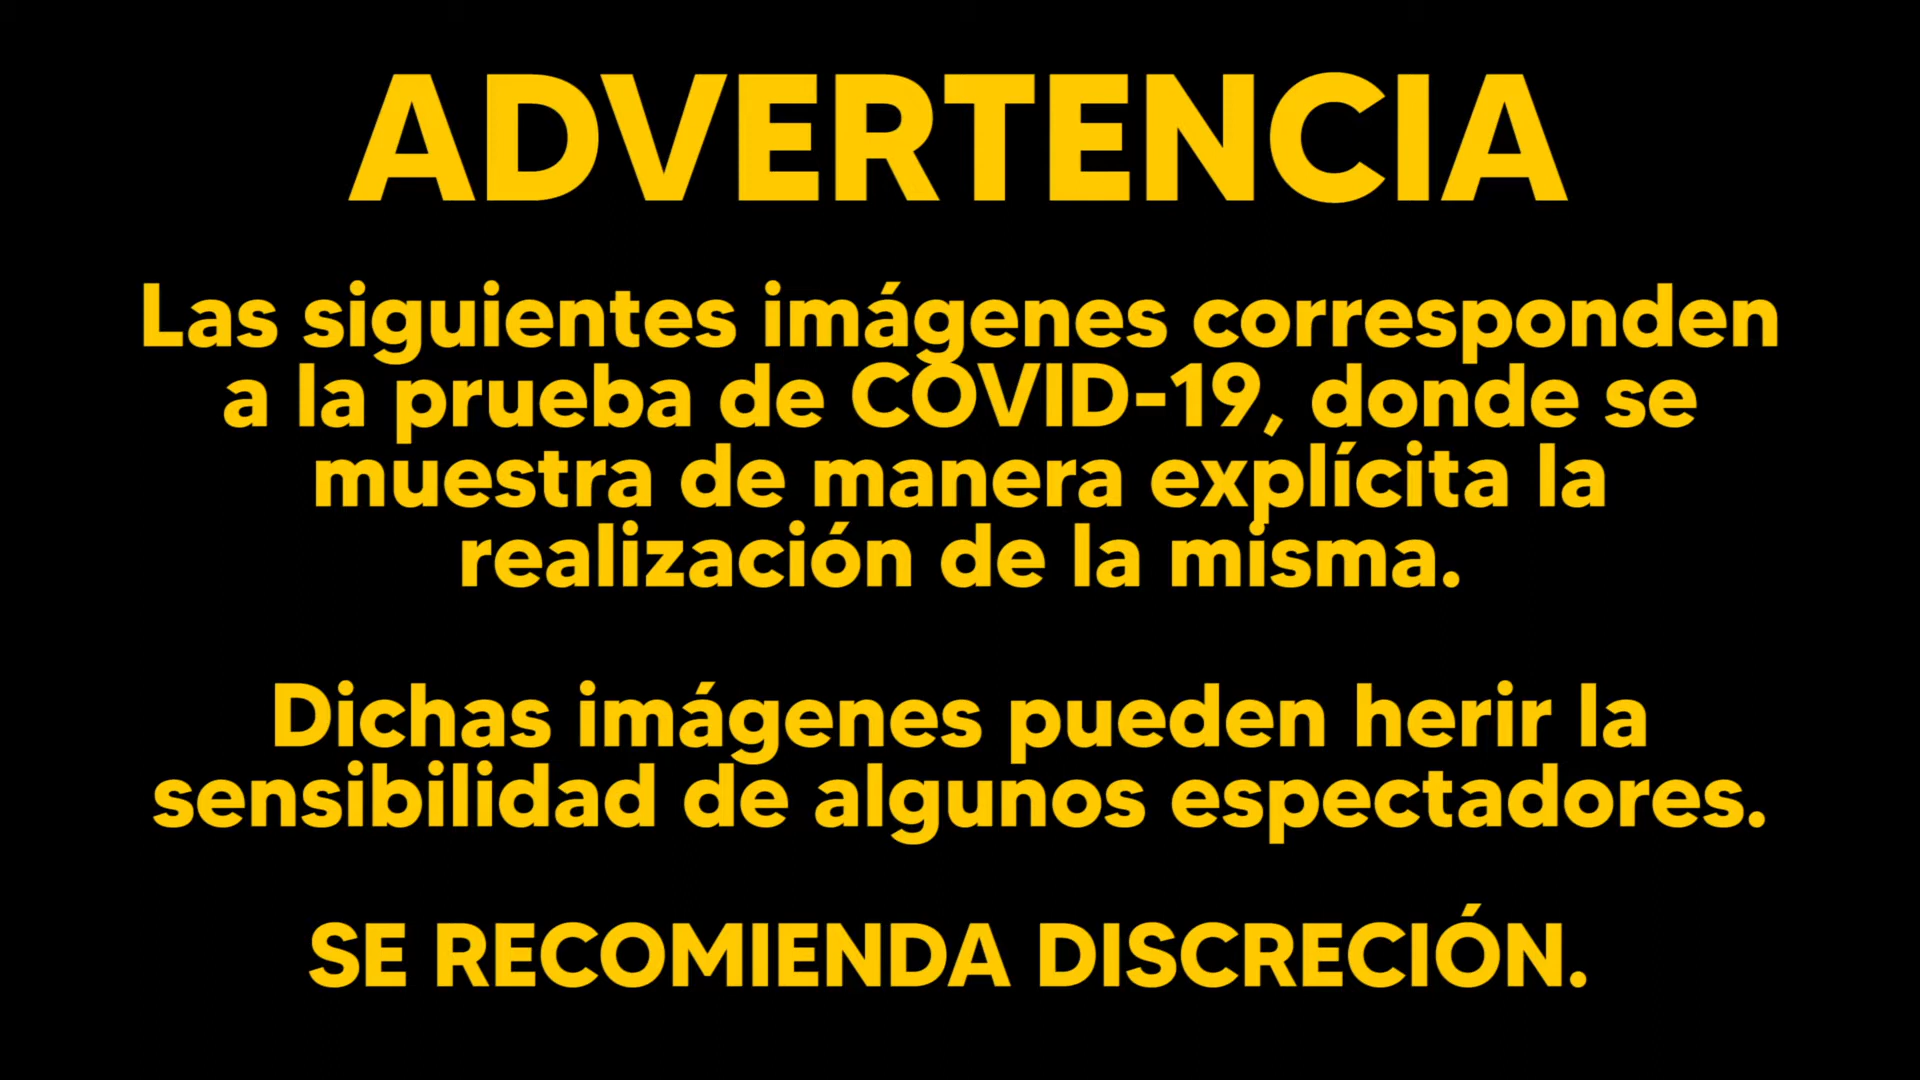 ADVERTENCIA
Las siguientes imágenes corresponden
a la prueba de COVID-19, donde se
muestra de manera explícita la
realización de la misma.
Dichas imágenes pueden herir la
sensibilidad de algunos espectadores.
SE RECOMIENDA DISCRECIÓN.